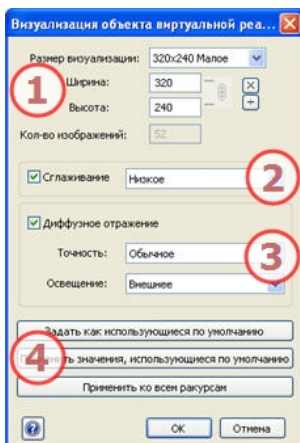 Визуализация объекта виртуальной реа...
Размер визуализации: 320x240 Малое
1
Ширина: 320
Высота: 240
Кол-во изображений: 52
Сглаживание Низкое
2
Диффузное отражение
Точность: Обычное
3
Освещение: Внешнее
Задать как использующиеся по умолчанию
4
значения, использующиеся по умолчанию
Применить ко всем ракурсам
OK Отмена